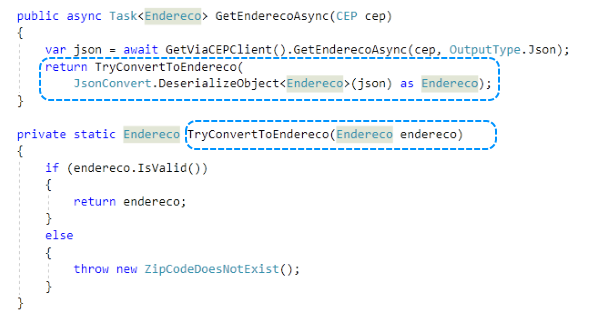 public async Task<Endereco> GetEnderecoAsync(CEP cep)
{
    var json = await GetViaCEPClient().GetEnderecoAsync(cep, OutputType.Json);
    return TryConvertToEndereco(
        JsonConvert.DeserializeObject<Endereco>(json) as Endereco);
}
private static Endereco TryConvertToEndereco(Endereco endereco)
{
    if (endereco.IsValid())
    {
        return endereco;
    }
    else
    {
        throw new ZipCodeDoesNotExist();
    }
}